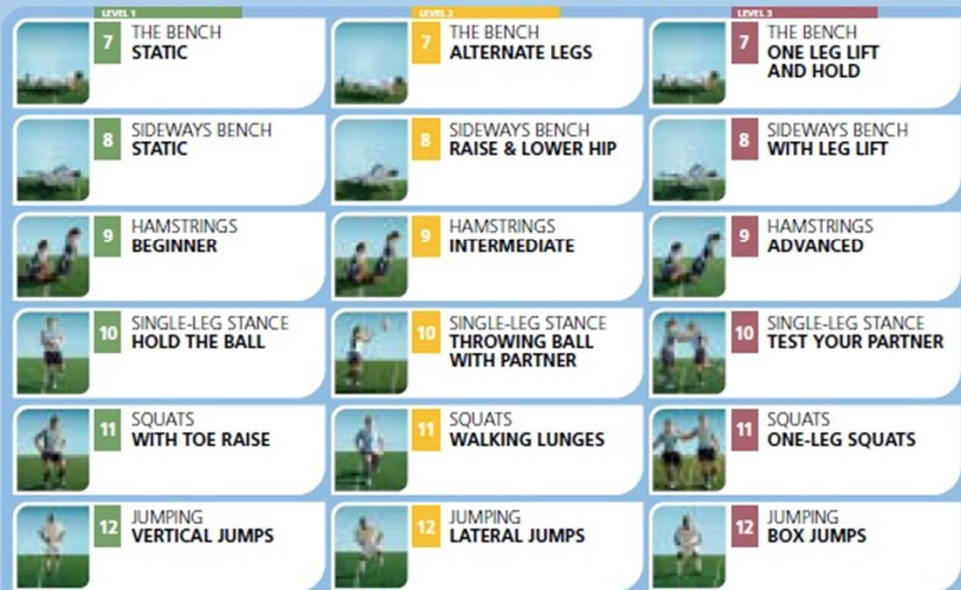 LEVEL 1
LEVEL 2
LEVEL 3
7
THE BENCH
STATIC
7
THE BENCH
ALTERNATE LEGS
7
THE BENCH
ONE LEG LIFT
AND HOLD
8
SIDEWAYS BENCH
STATIC
8
SIDEWAYS BENCH
RAISE & LOWER HIP
8
SIDEWAYS BENCH
WITH LEG LIFT
9
HAMSTRINGS
BEGINNER
9
HAMSTRINGS
INTERMEDIATE
9
HAMSTRINGS
ADVANCED
10
SINGLE-LEG STANCE
HOLD THE BALL
10
SINGLE-LEG STANCE
THROWING BALL
WITH PARTNER
10
SINGLE-LEG STANCE
TEST YOUR PARTNER
11
SQUATS
WITH TOE RAISE
11
SQUATS
WALKING LUNGES
11
SQUATS
ONE-LEG SQUATS
12
JUMPING
VERTICAL JUMPS
12
JUMPING
LATERAL JUMPS
12
JUMPING
BOX JUMPS